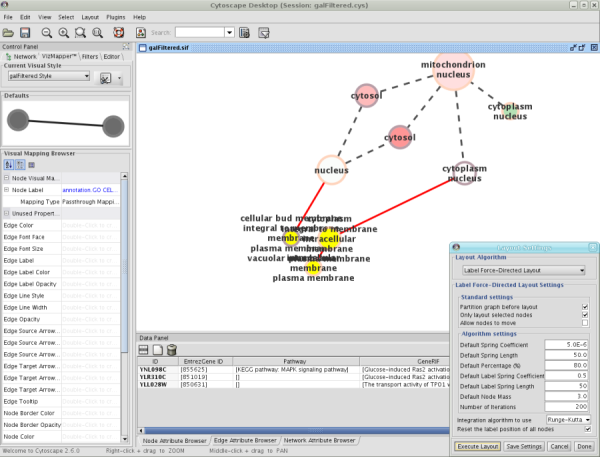 Cytoscape Desktop (Session: galFiltered.cys)
File Edit View Select Layout Plugins Help
Search:
Control Panel
Network VizMapper™ Filters Editor
Current Visual Style
galFiltered Style
Defaults
Visual Mapping Browser
Node Visual Ma...
Node Label annotation.GO CEL...
Mapping Type Passthrough Mappi...
Unused Propert...
Edge Color
Edge Font Face
Edge Font Size
Edge Label
Edge Label Color
Edge Label Opacity
Edge Line Style
Edge Line Width
Edge Opacity
Edge Source Arrow...
Edge Source Arrow...
Edge Source Arrow...
Edge Target Arrow...
Edge Target Arrow...
Edge Target Arrow...
Edge Tooltip
Node Border Color
Node Border Opacity
Node Color
galFiltered.sif
mitochondrion
nucleus
cytosol
cytoplasm
nucleus
cytosol
nucleus
cytoplasm
nucleus
cellular bud membrane
cytoplasm
integral to membrane
integral to membrane
membrane
intracellular
plasma membrane
membrane
vacuolar
membrane
membrane
plasma membrane
Layout Settings
Layout Algorithm
Label Force-Directed Layout
Label Force-Directed Layout Settings
Standard settings
Partition graph before layout
Only layout selected nodes
Allow nodes to move
Algorithm settings
Default Spring Coefficient 5.0E-6
Default Spring Length 50.0
Default Percentage (%) 80.0
Default Label Spring Coefficient 0.5
Default Label Spring Length 50
Default Node Mass 3.0
Number of Iterations 200
Integration algorithm to use Runge-Kutta
Reset the label position of all nodes
Execute Layout Save Settings Cancel Done
Data Panel
ID EntrezGene ID Pathway GeneRIF
YNL098C [855625] [KEGG pathway: MAPK signaling pathway] [Glucose-induced Ras2 activatio
YLR310C [851019] [] [Glucose-induced Ras2 activatio
YLL028W [850631] [] [The transport activity of TPO1 w
Node Attribute Browser Edge Attribute Browser Network Attribute Browser
Welcome to Cytoscape 2.6.0 Right-click + drag to ZOOM Middle-click + drag to PAN